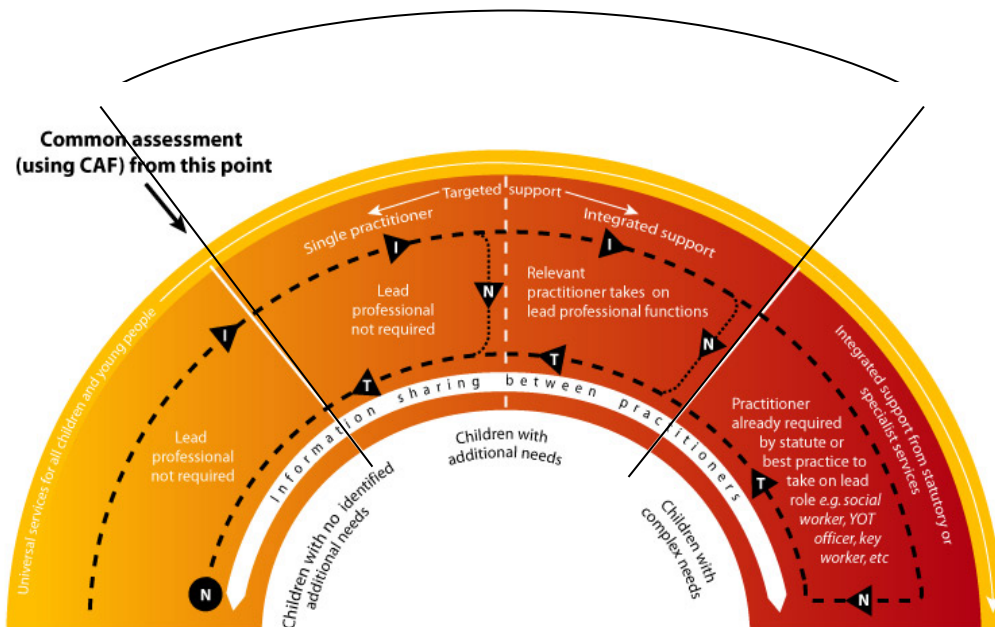 Common assessment
(using CAF) from this point
Targeted support
Single practitioner
Integrated support
Universal services for all children and young people
I
I
I
N
Lead
professional
not required
Relevant
practitioner takes on
lead professional functions
N
Integrated support from statutory or
specialist services
T
T
Lead
professional
not required
Information sharing between practitioners
Practitioner
already required
by statute or
best practice to
take on lead
role e.g. social
worker, YOT
officer, key
worker, etc
T
N
N
Children with no identified
additional needs
Children with
additional needs
Children with
complex needs